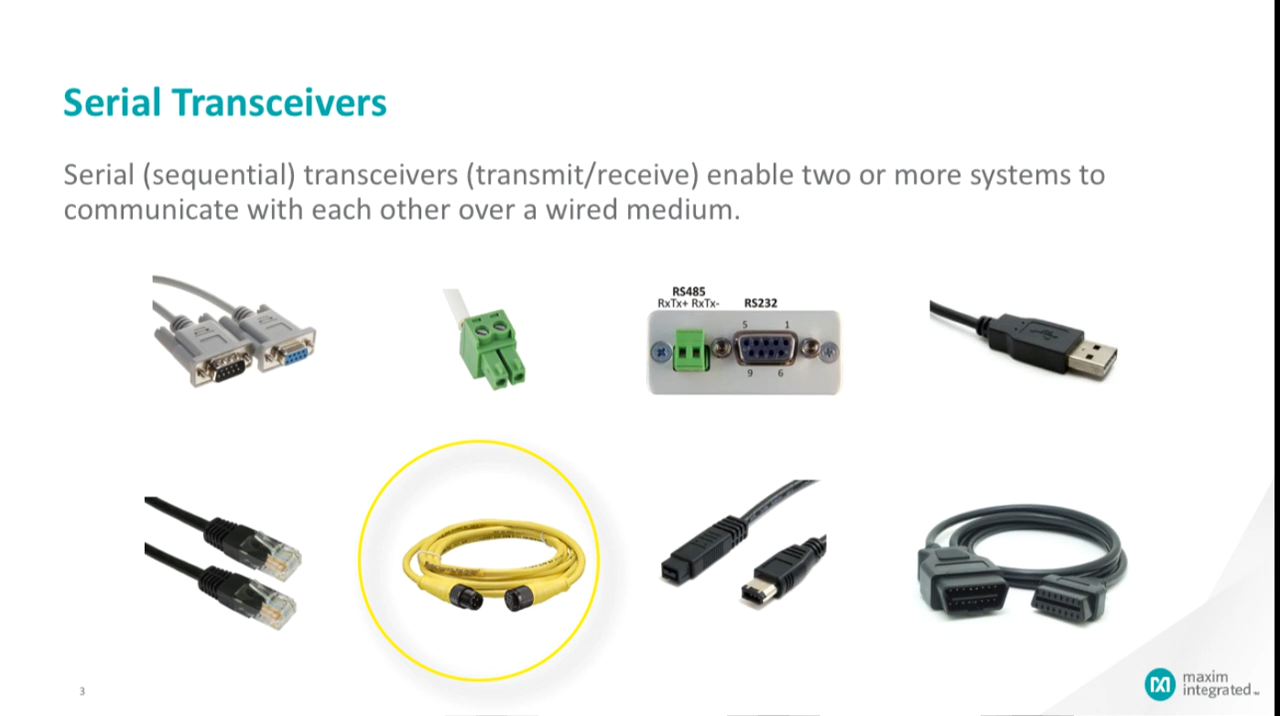 Serial Transceivers
Serial (sequential) transceivers (transmit/receive) enable two or more systems to
communicate with each other over a wired medium.
RS485
RxTx+ RxTx-
RS232
5 1
9 6
3
maxim
integrated™